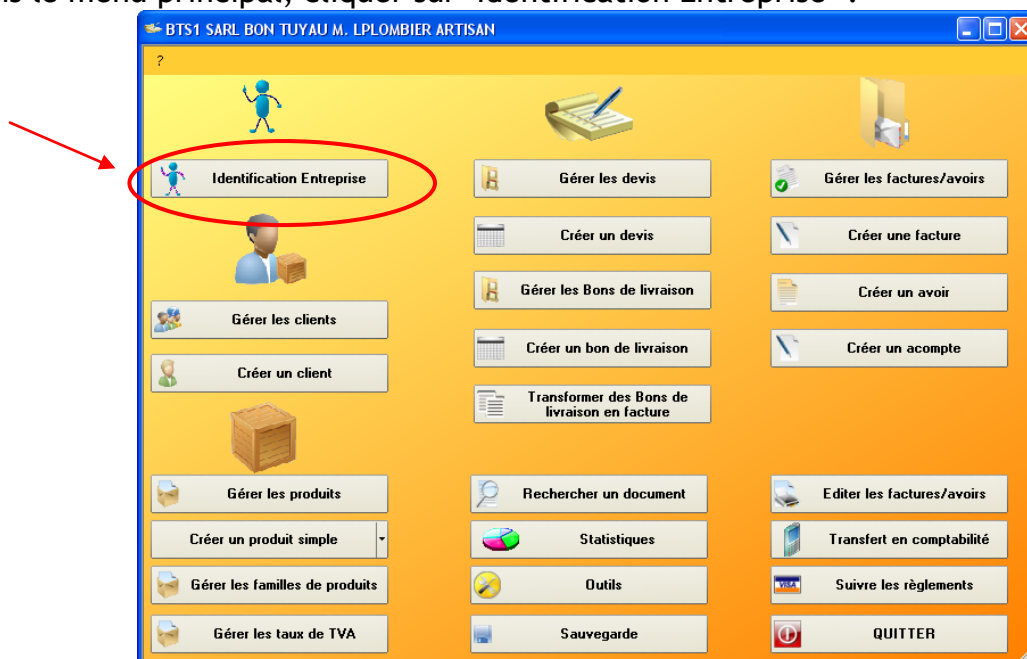 s le menu principal, cliquer sur "Identification Entreprise".
BTS1 SARL BON TUYAU M. LPLOMBIER ARTISAN
?
Identification Entreprise
Gérer les clients
Créer un client
Gérer les produits
Créer un produit simple
Gérer les familles de produits
Gérer les taux de TVA
Gérer les devis
Créer un devis
Gérer les Bons de livraison
Créer un bon de livraison
Transformer des Bons de
livraison en facture
Rechercher un document
Statistiques
Outils
Sauvegarde
Gérer les factures/avoirs
Créer une facture
Créer un avoir
Créer un acompte
Editer les factures/avoirs
Transfert en comptabilité
VISA
Suivre les règlements
QUITTER